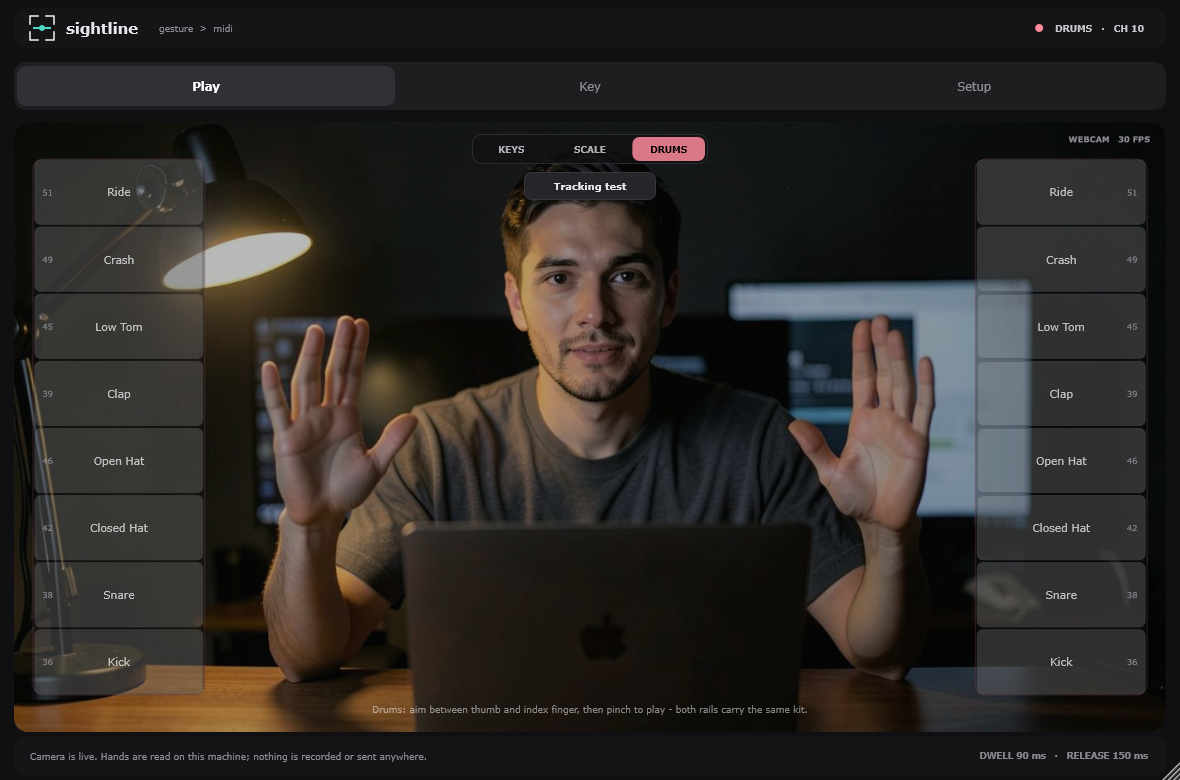 sightline gesture > midi DRUMS · CH 10
Play Key Setup
KEYS SCALE DRUMS
WEBCAM 30 FPS
Tracking test
51 Ride
49 Crash
45 Low Tom
39 Clap
46 Open Hat
42 Closed Hat
38 Snare
36 Kick
Ride 51
Crash 49
Low Tom 45
Clap 39
Open Hat 46
Closed Hat 42
Snare 38
Kick 36
Drums: aim between thumb and index finger, then pinch to play - both rails carry the same kit.
Camera is live. Hands are read on this machine; nothing is recorded or sent anywhere.
DWELL 90 ms · RELEASE 150 ms